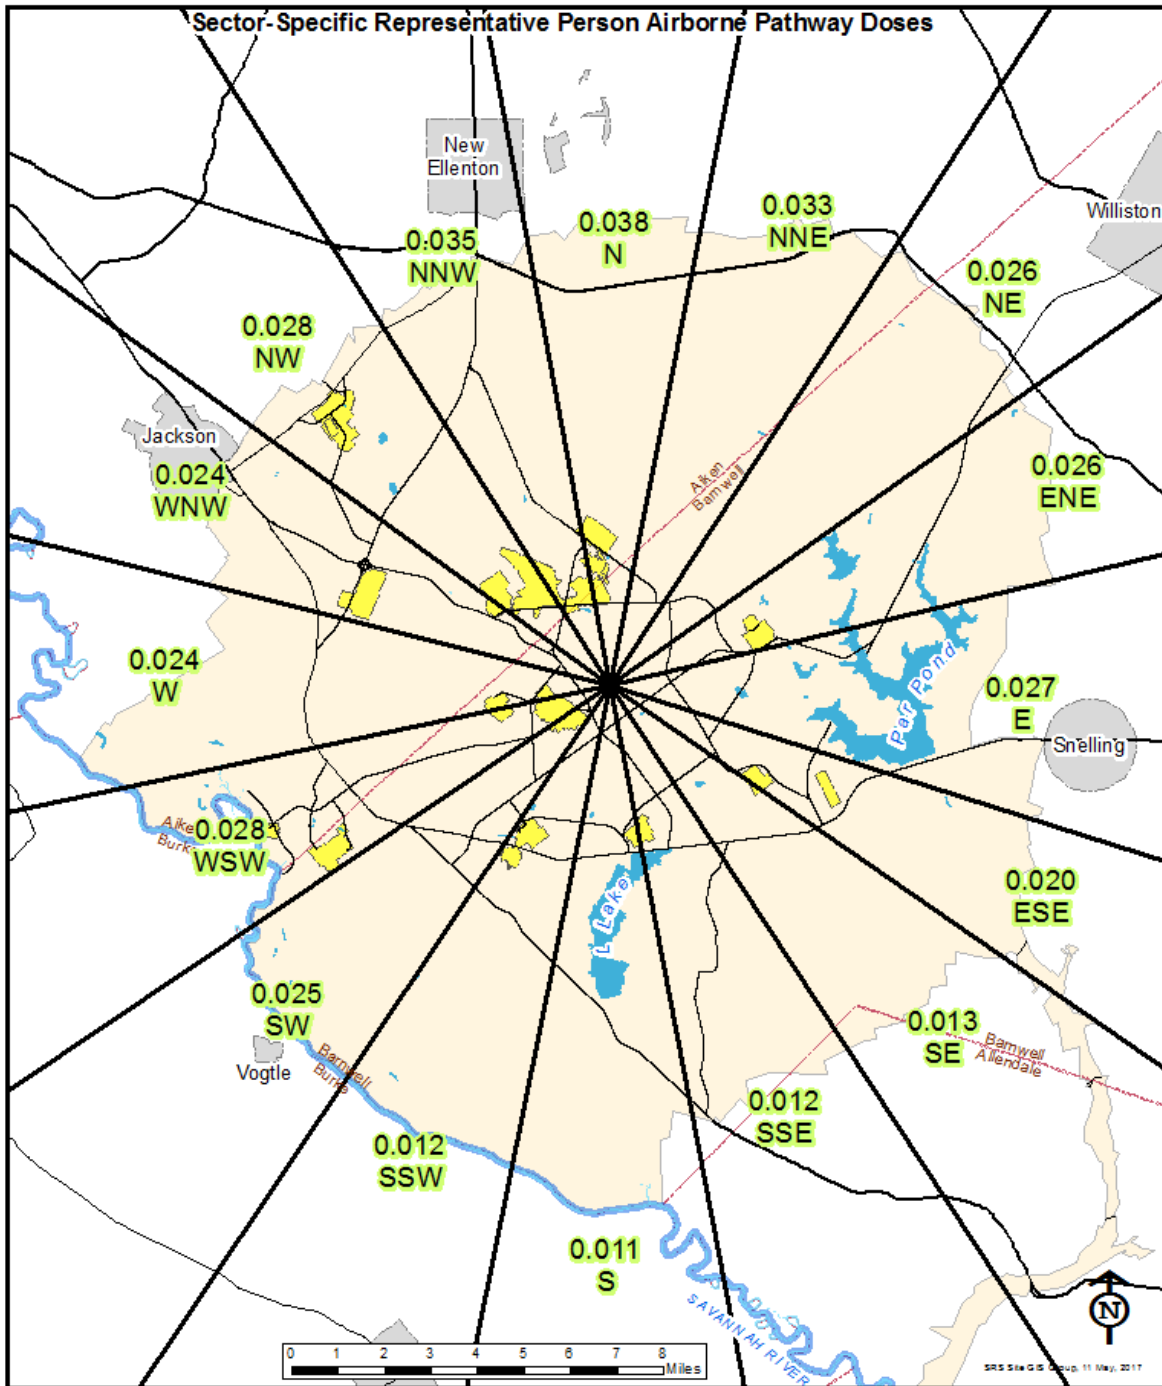 Sector-Specific Representative Person Airborne Pathway Doses
New
Ellenton
Williston
0.033
NNE
0.038
N
0.035
NNW
0.026
NE
0.028
NW
Jackson
0.024
WNW
0.026
ENE
Aiken
Barnwell
0.024
W
Par Pond
0.027
E
Snelling
Aike
Burk
0.028
WSW
0.020
ESE
L Lake
0.025
SW
Vogtle
0.013
SE
Barnwell
Allendale
Barnwell
Burke
0.012
SSE
0.012
SSW
0.011
S
SAVANNAH RIVER
N
0 1 2 3 4 5 6 7 8
Miles
SRS Site GIS Group, 11 May, 2017